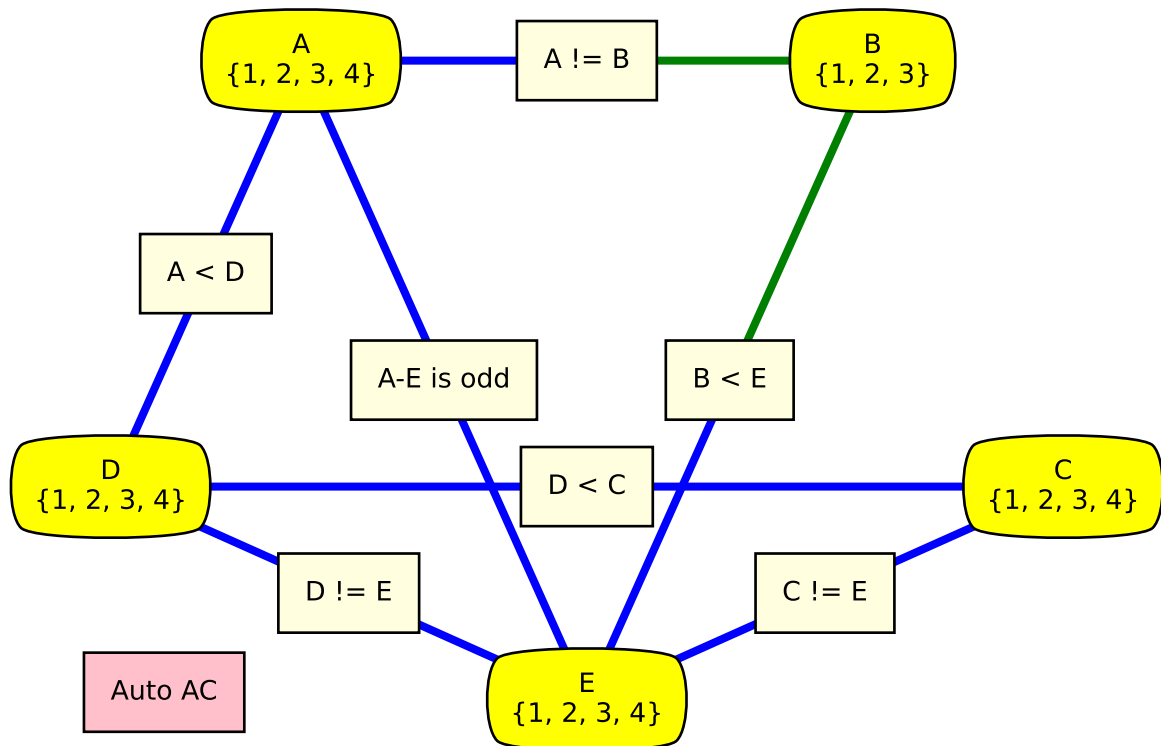 A
{1, 2, 3, 4}
A != B
B
{1, 2, 3}
A < D
A-E is odd
B < E
D
{1, 2, 3, 4}
D < C
C
{1, 2, 3, 4}
D != E
C != E
Auto AC
E
{1, 2, 3, 4}